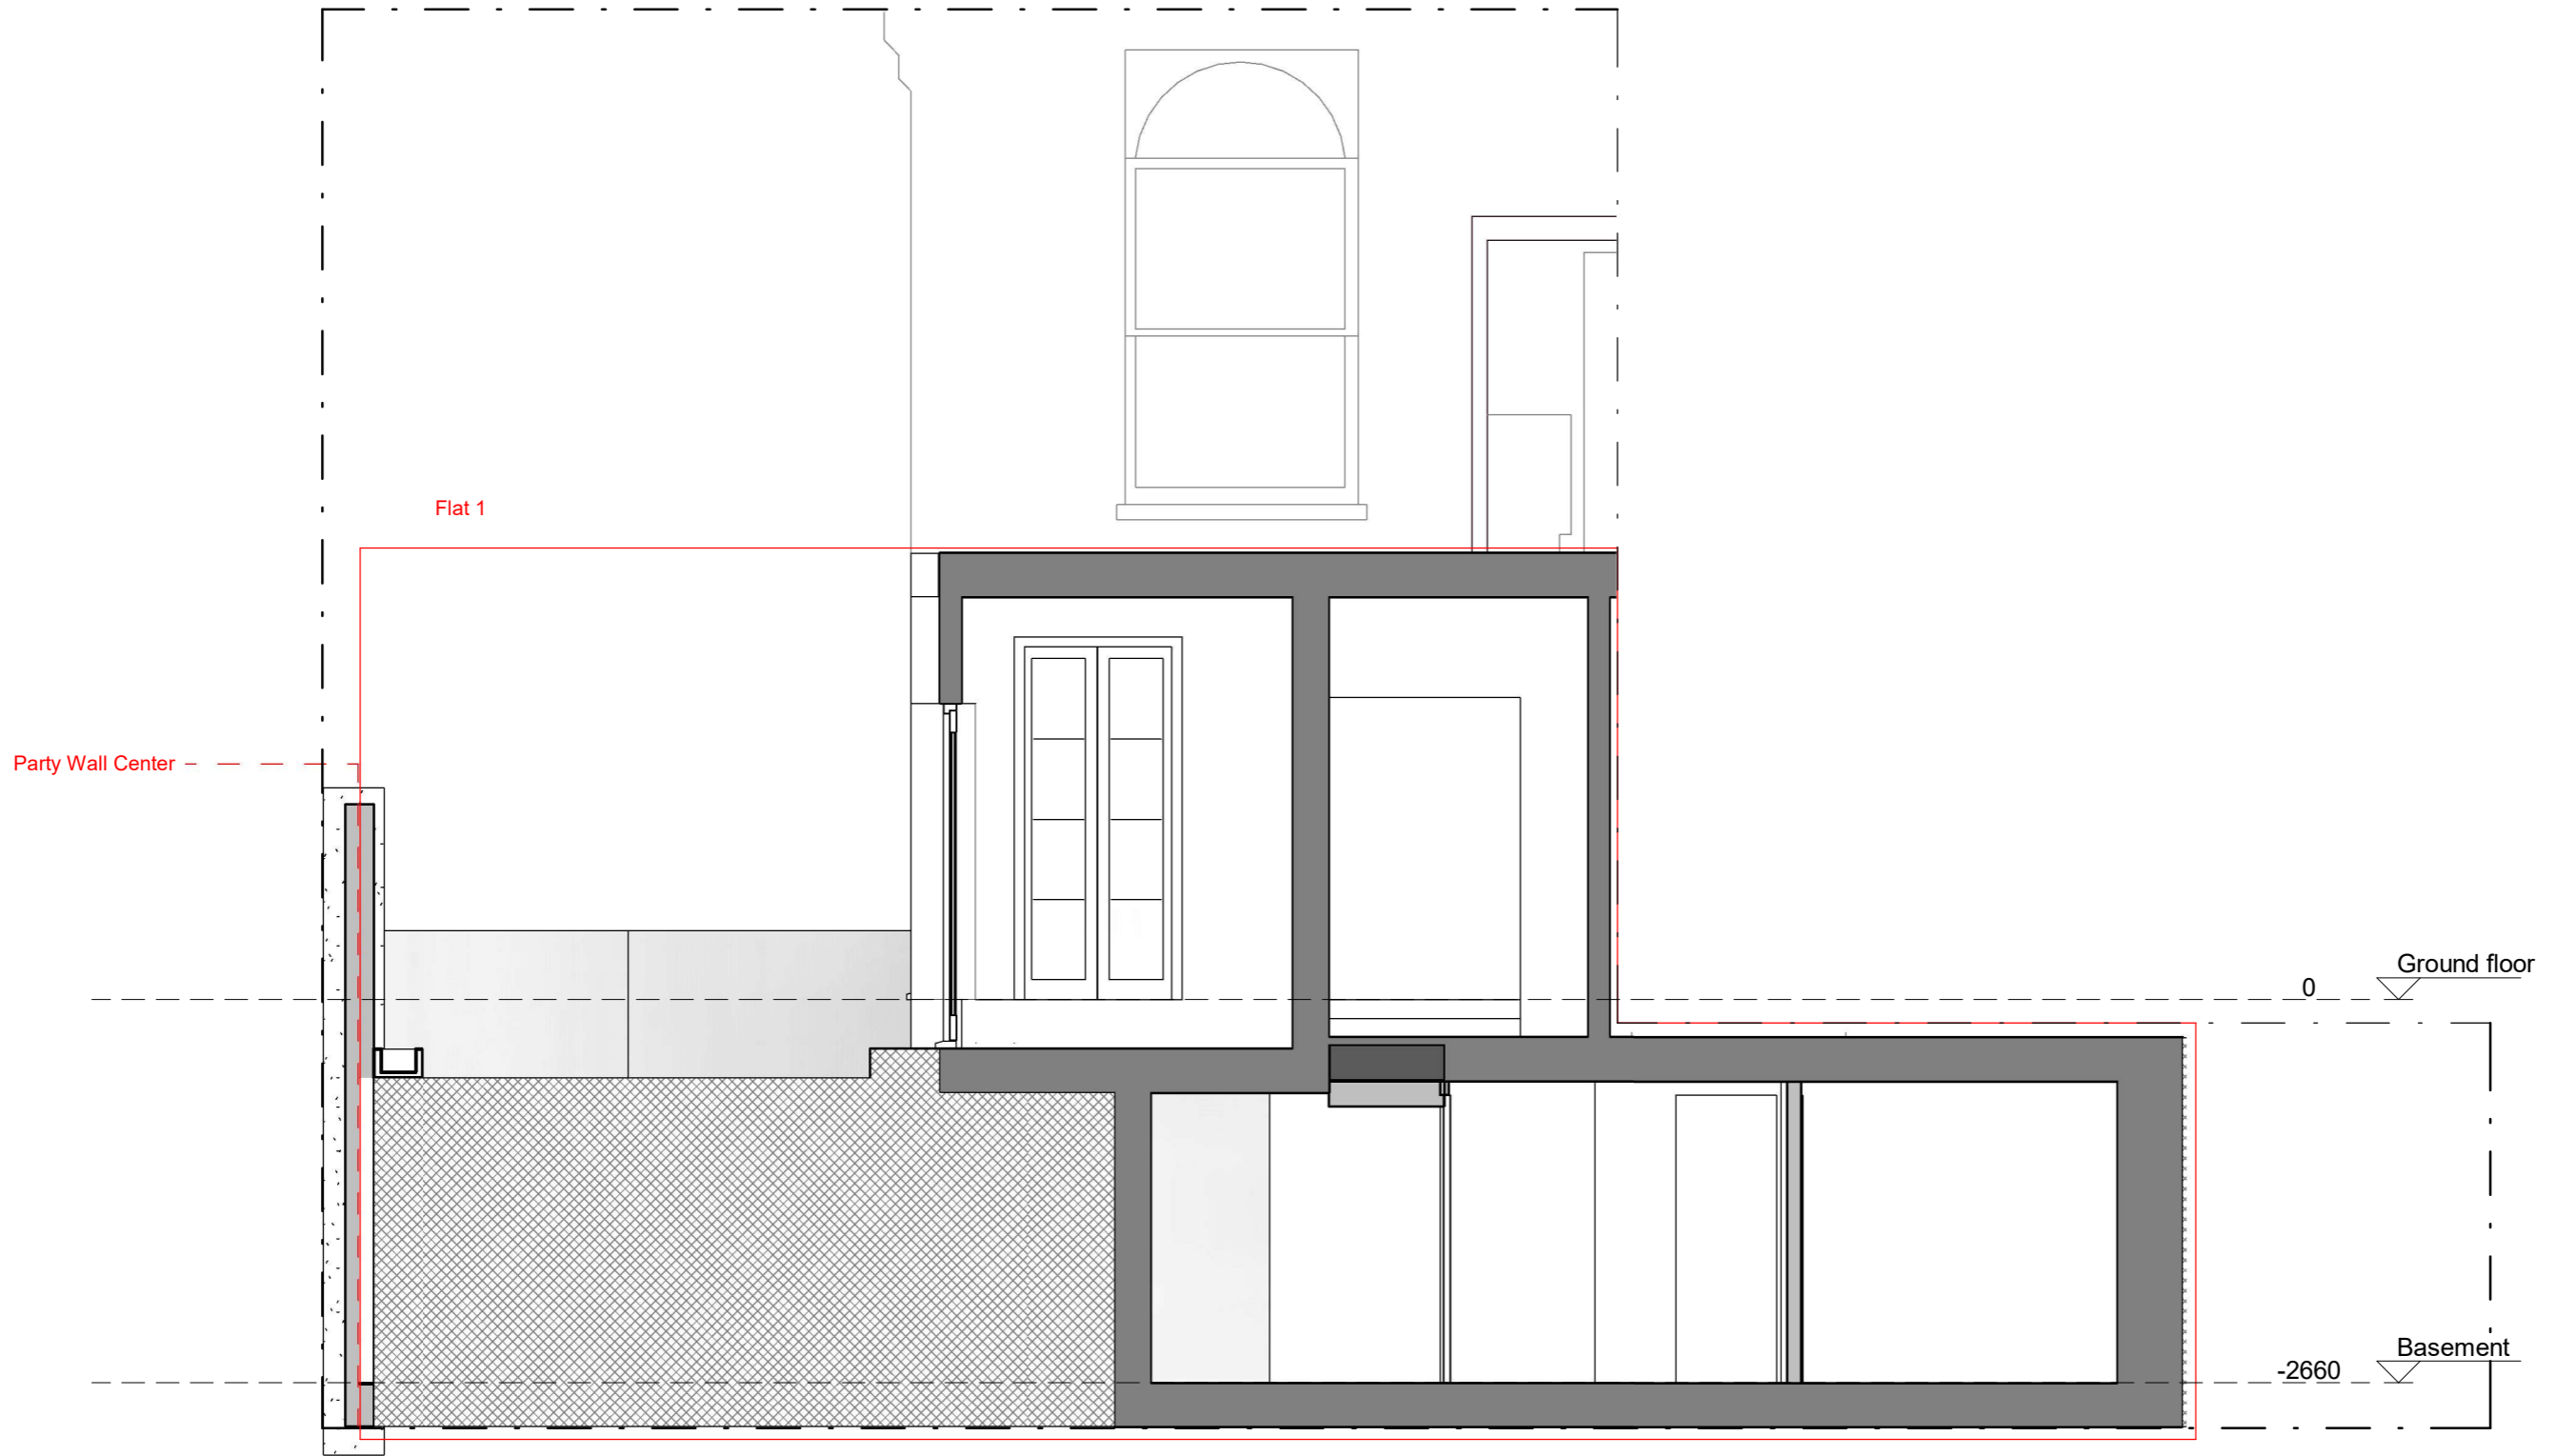 Flat 1
Party Wall Center
Ground floor
0
Basement
-2660